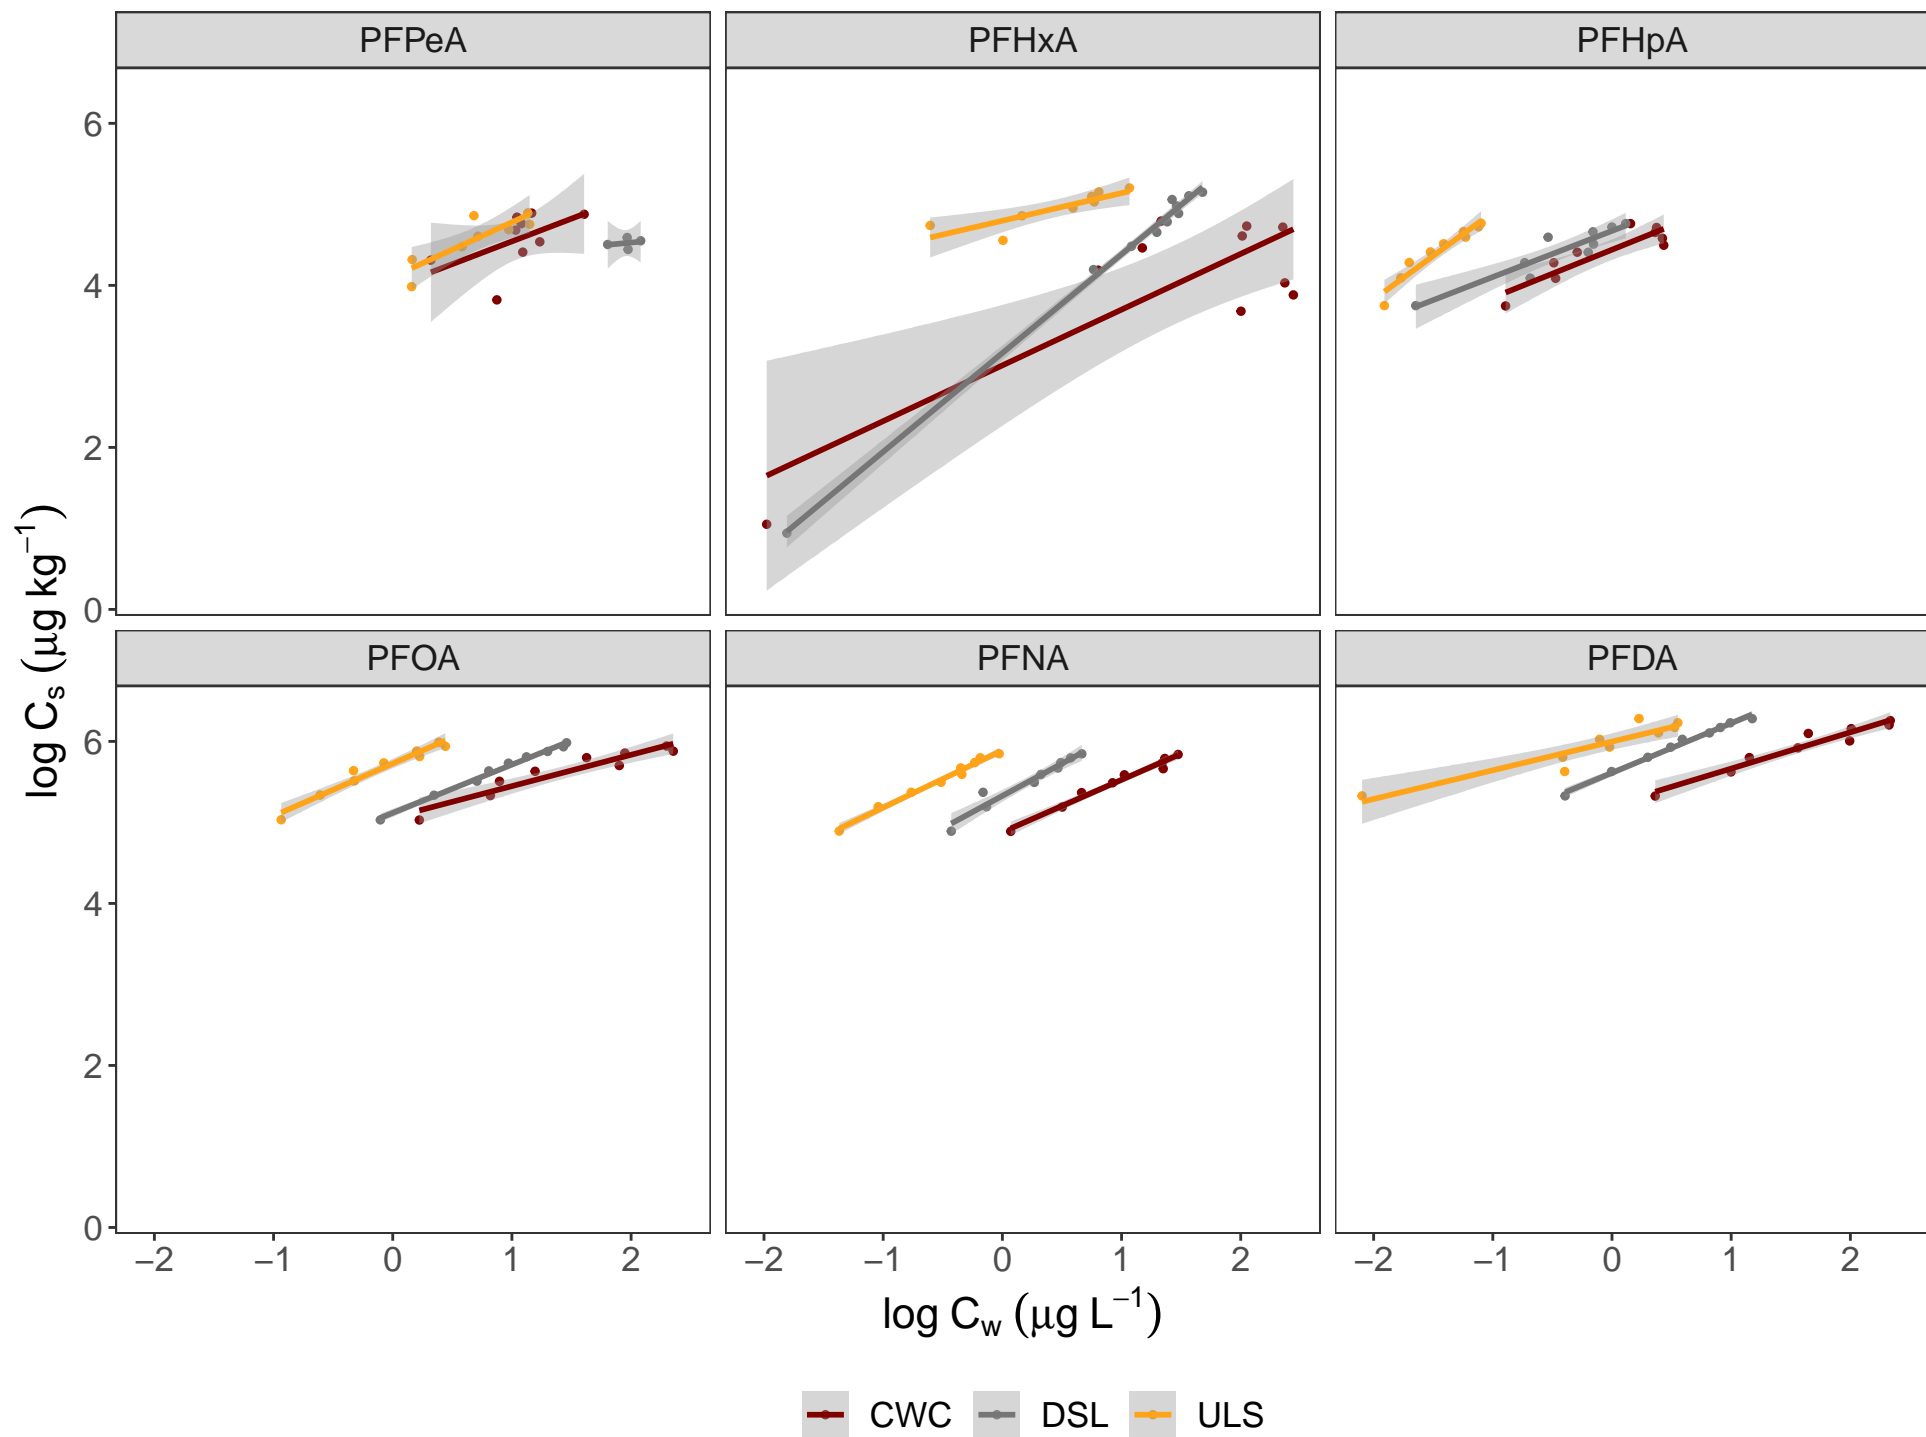 PFPeA PFHxA PFHpA
6
4
2
0
PFOA PFNA PFDA
6
4
2
0
−2 −1 0 1 2 −2 −1 0 1 2 −2 −1 0 1 2
log Cs (μg kg−1)
log Cw (μg L−1)
CWC DSL ULS